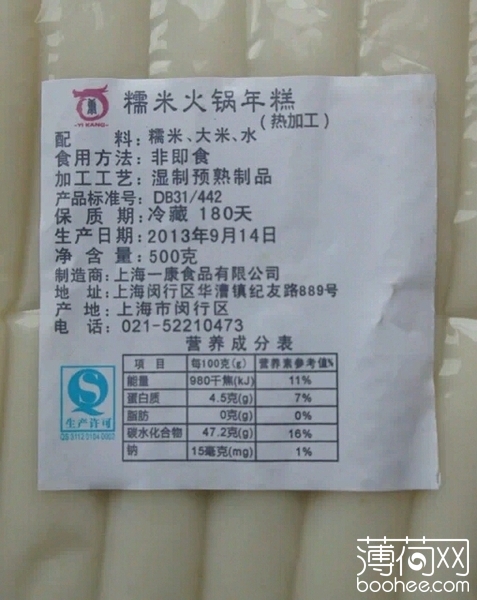 YI KANG
糯米火锅年糕
（热加工）
配　　料：糯米、大米、水
食用方法：非即食
加工工艺：湿制预熟制品
产品标准号：DB31/442
保 质 期：冷藏 180天
生产日期：2013年9月14日
净 含 量：500克
制造商：上海一康食品有限公司
地　址：上海闵行区华漕镇纪友路889号
产　地：上海市闵行区
电　话：021-52210473
营养成分表
项　目 每100克(g) 营养素参考值%
能量 980千焦(kJ) 11%
蛋白质 4.5克(g) 7%
脂肪 0克(g) 0%
碳水化合物 47.2克(g) 16%
钠 15毫克(mg) 1%
生产许可
薄荷网
boohee.com